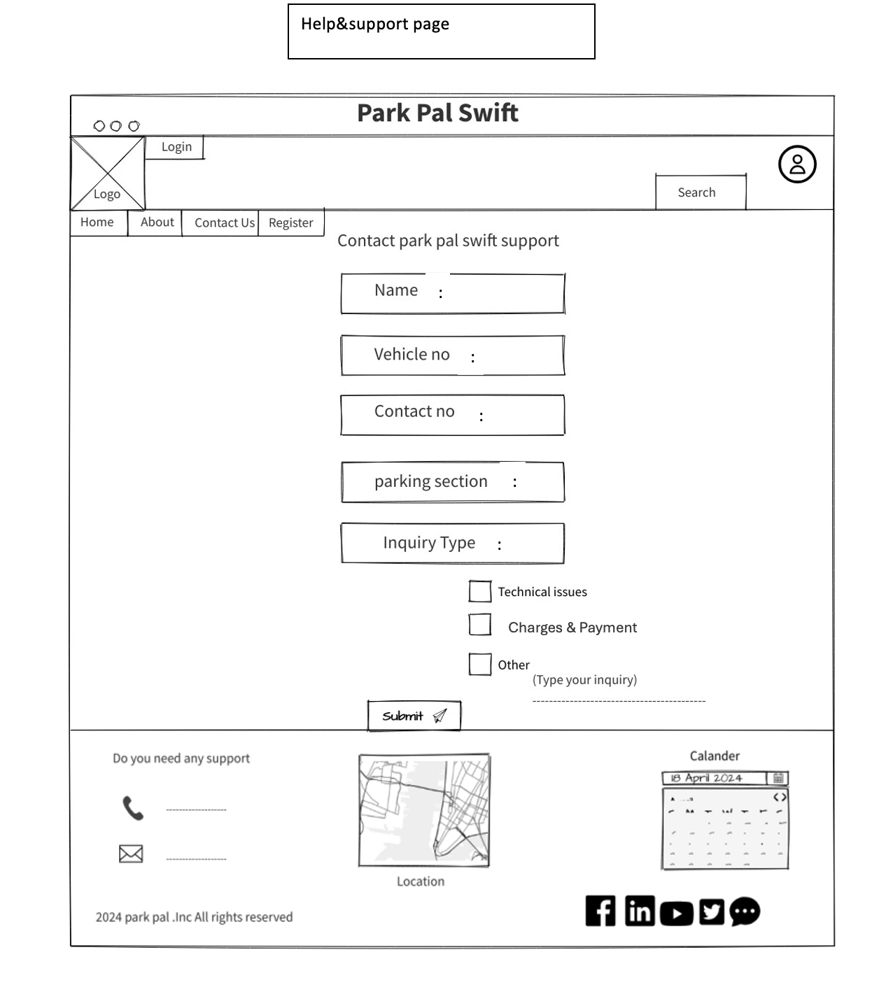 Help&support page
Park Pal Swift
Login
Logo
Search
Home About Contact Us Register
Contact park pal swift support
Name :
Vehicle no :
Contact no :
parking section :
Inquiry Type :
Technical issues
Charges & Payment
Other
(Type your inquiry)
Submit
Do you need any support
Calander
18 April 2024
Location
2024 park pal .Inc All rights reserved